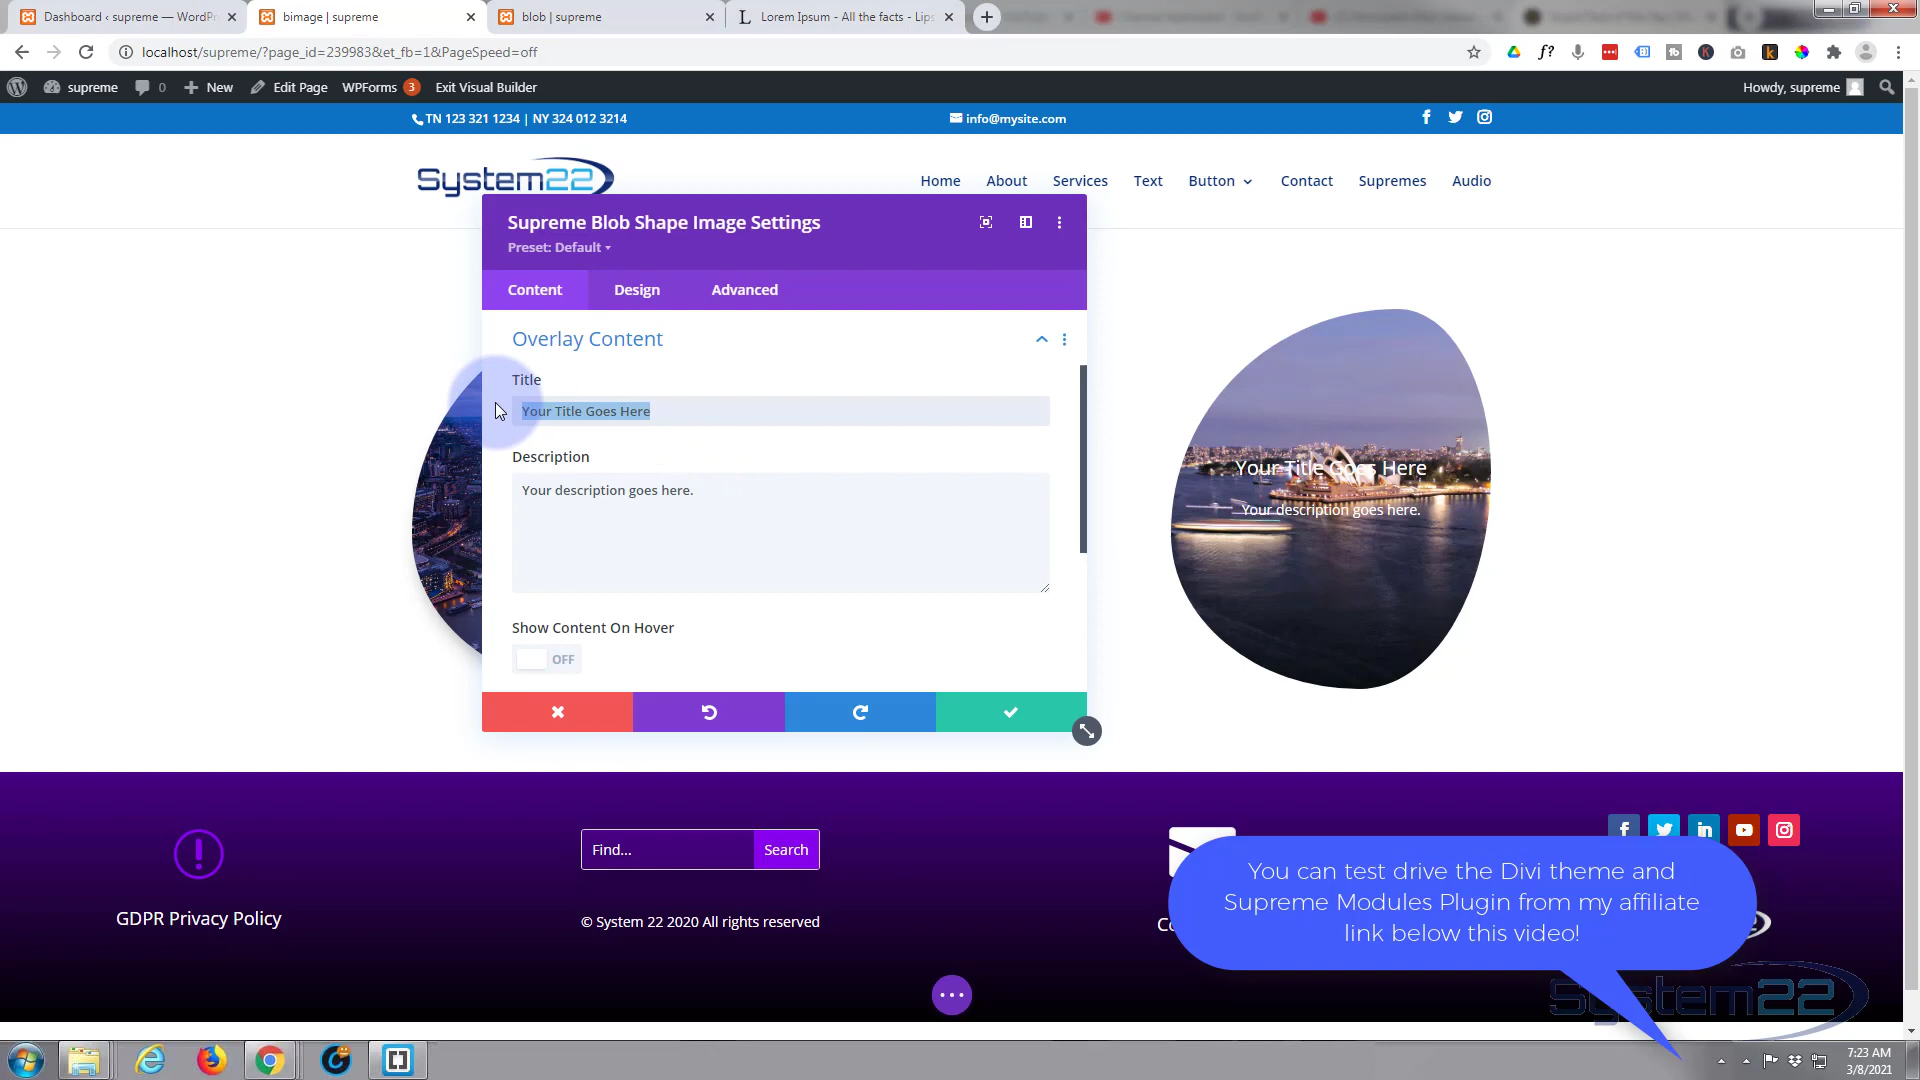 Dashboard ‹ supreme — WordPr
bimage | supreme
blob | supreme
Lorem Ipsum - All the facts - Lips
localhost/supreme/?page_id=239983&et_fb=1&PageSpeed=off
supreme
0
New
Edit Page
WPForms 3
Exit Visual Builder
Howdy, supreme
TN 123 321 1234 | NY 324 012 3214
info@mysite.com
System22
Home
About
Services
Text
Button
Contact
Supremes
Audio
Supreme Blob Shape Image Settings
Preset: Default
Content
Design
Advanced
Overlay Content
Title
Your Title Goes Here
Description
Your description goes here.
Show Content On Hover
OFF
Your Title Goes Here
Your description goes here.
Find...
Search
GDPR Privacy Policy
© System 22 2020 All rights reserved
You can test drive the Divi theme and
Supreme Modules Plugin from my affiliate
link below this video!
System22
7:23 AM
3/8/2021